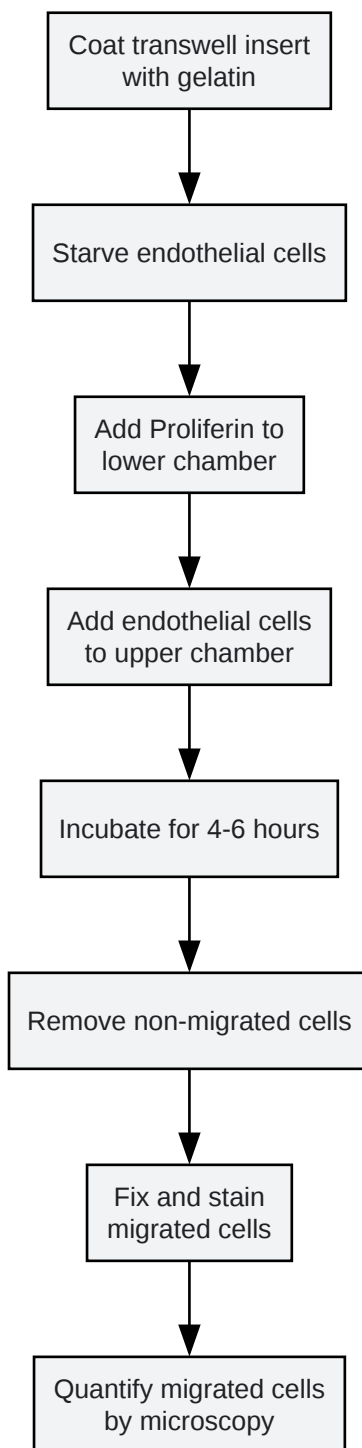 Coat transwell insert
with gelatin
Starve endothelial cells
Add Proliferin to
lower chamber
Add endothelial cells
to upper chamber
Incubate for 4-6 hours
Remove non-migrated cells
Fix and stain
migrated cells
Quantify migrated cells
by microscopy